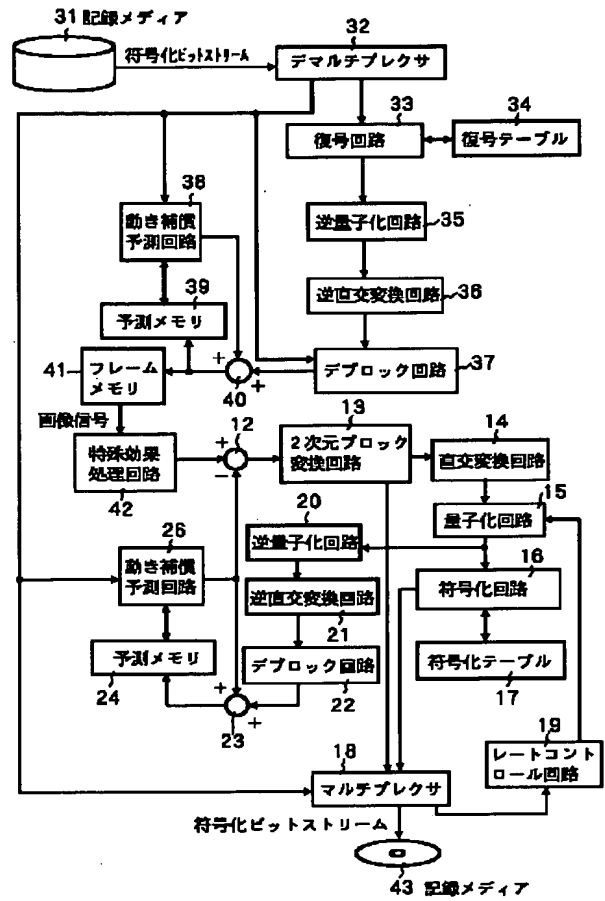 31 記録メディア
符号化ビットストリーム
32
デマルチプレクサ
33
復号回路
34
復号テーブル
38
動き補償
予測回路
逆量子化回路
35
39
予測メモリ
逆直交変換回路
36
41
フレーム
メモリ
+
40
+
デブロック回路
37
画像信号
特殊効果
処理回路
42
+
12
-
13
2次元ブロック
変換回路
14
直交変換回路
15
量子化回路
20
逆量子化回路
26
動き補償
予測回路
16
符号化回路
逆直交変換回路
21
予測メモリ
24
デブロック回路
22
符号化テーブル
17
+
23
+
18
マルチプレクサ
19
レートコント
ロール回路
符号化ビットストリーム
43 記録メディア